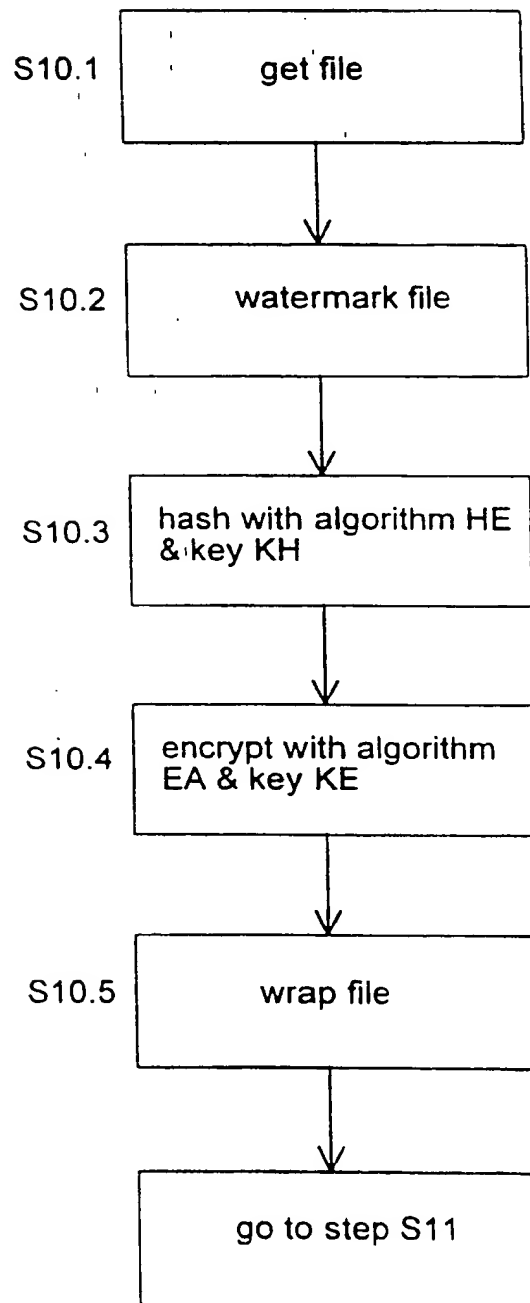 S10.1
get file
S10.2
watermark file
S10.3
hash with algorithm HE
& key KH
S10.4
encrypt with algorithm
EA & key KE
S10.5
wrap file
go to step S11